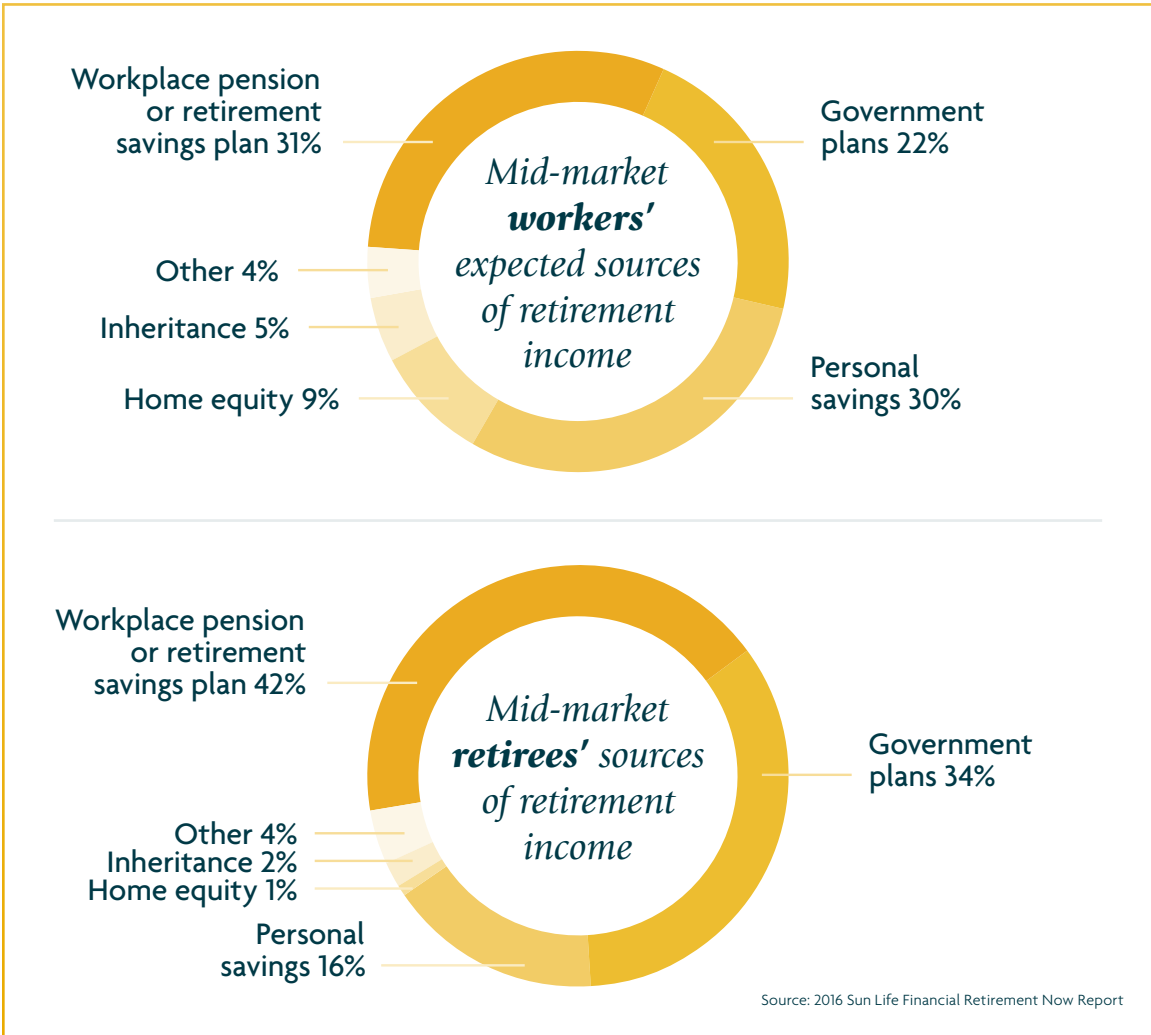 Workplace pension
or retirement
savings plan 31%
Government
plans 22%
Mid-market
workers’
expected sources
of retirement
income
Other 4%
Inheritance 5%
Home equity 9%
Personal
savings 30%
Workplace pension
or retirement
savings plan 42%
Mid-market
retirees’ sources
of retirement
income
Government
plans 34%
Other 4%
Inheritance 2%
Home equity 1%
Personal
savings 16%
Source: 2016 Sun Life Financial Retirement Now Report